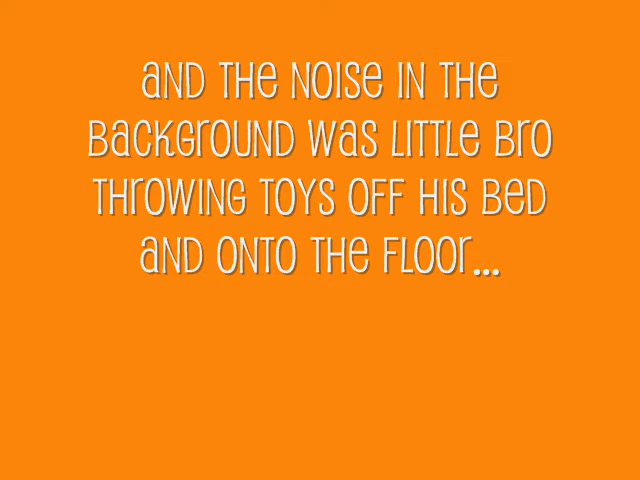 and the noise in the
background was little bro
throwing toys off his bed
and onto the floor...